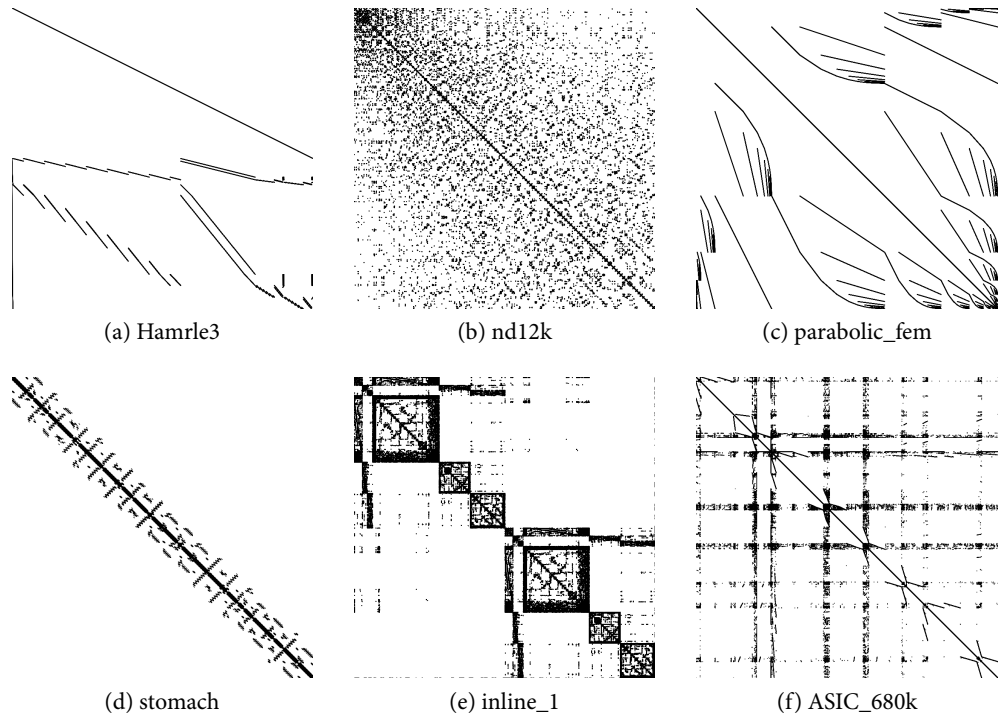 (a) Hamrle3
(b) nd12k
(c) parabolic_fem
(d) stomach
(e) inline_1
(f) ASIC_680k